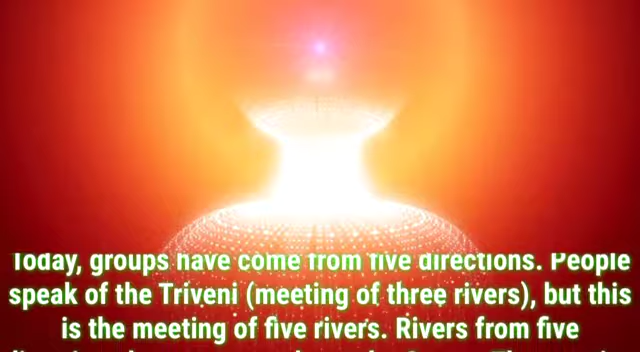 Today, groups have come from five directions. People
speak of the Triveni (meeting of three rivers), but this
is the meeting of five rivers. Rivers from five